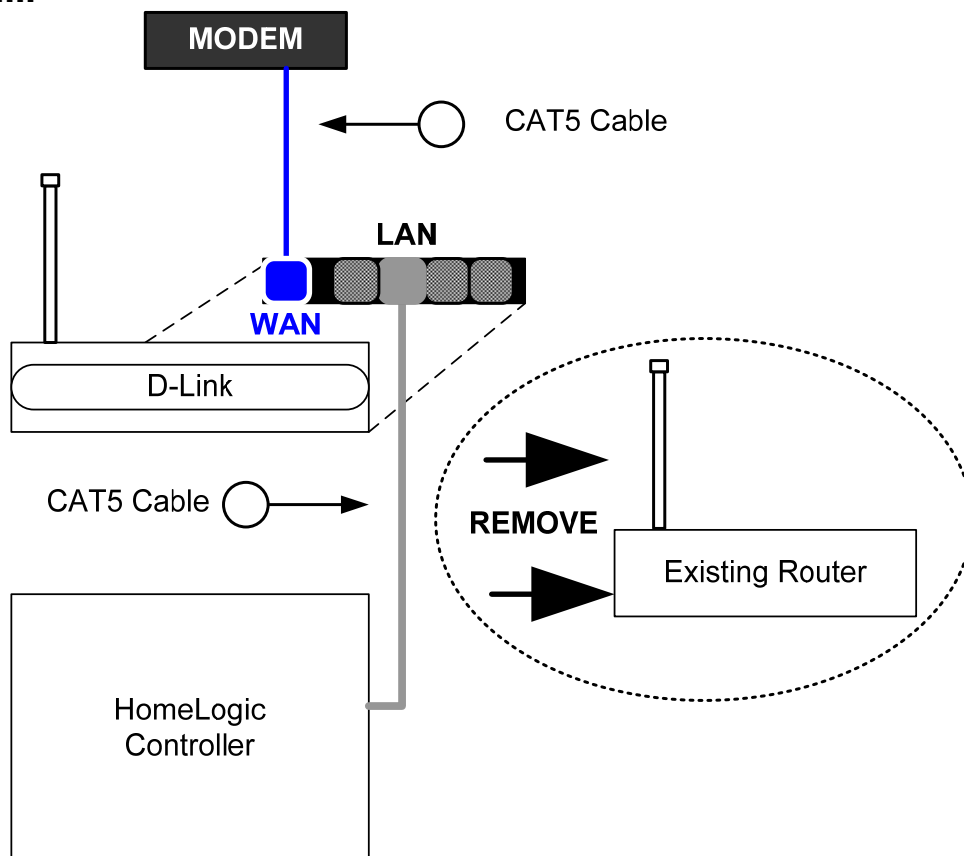 MODEM
CAT5 Cable
LAN
WAN
D-Link
CAT5 Cable
REMOVE
Existing Router
HomeLogic
Controller